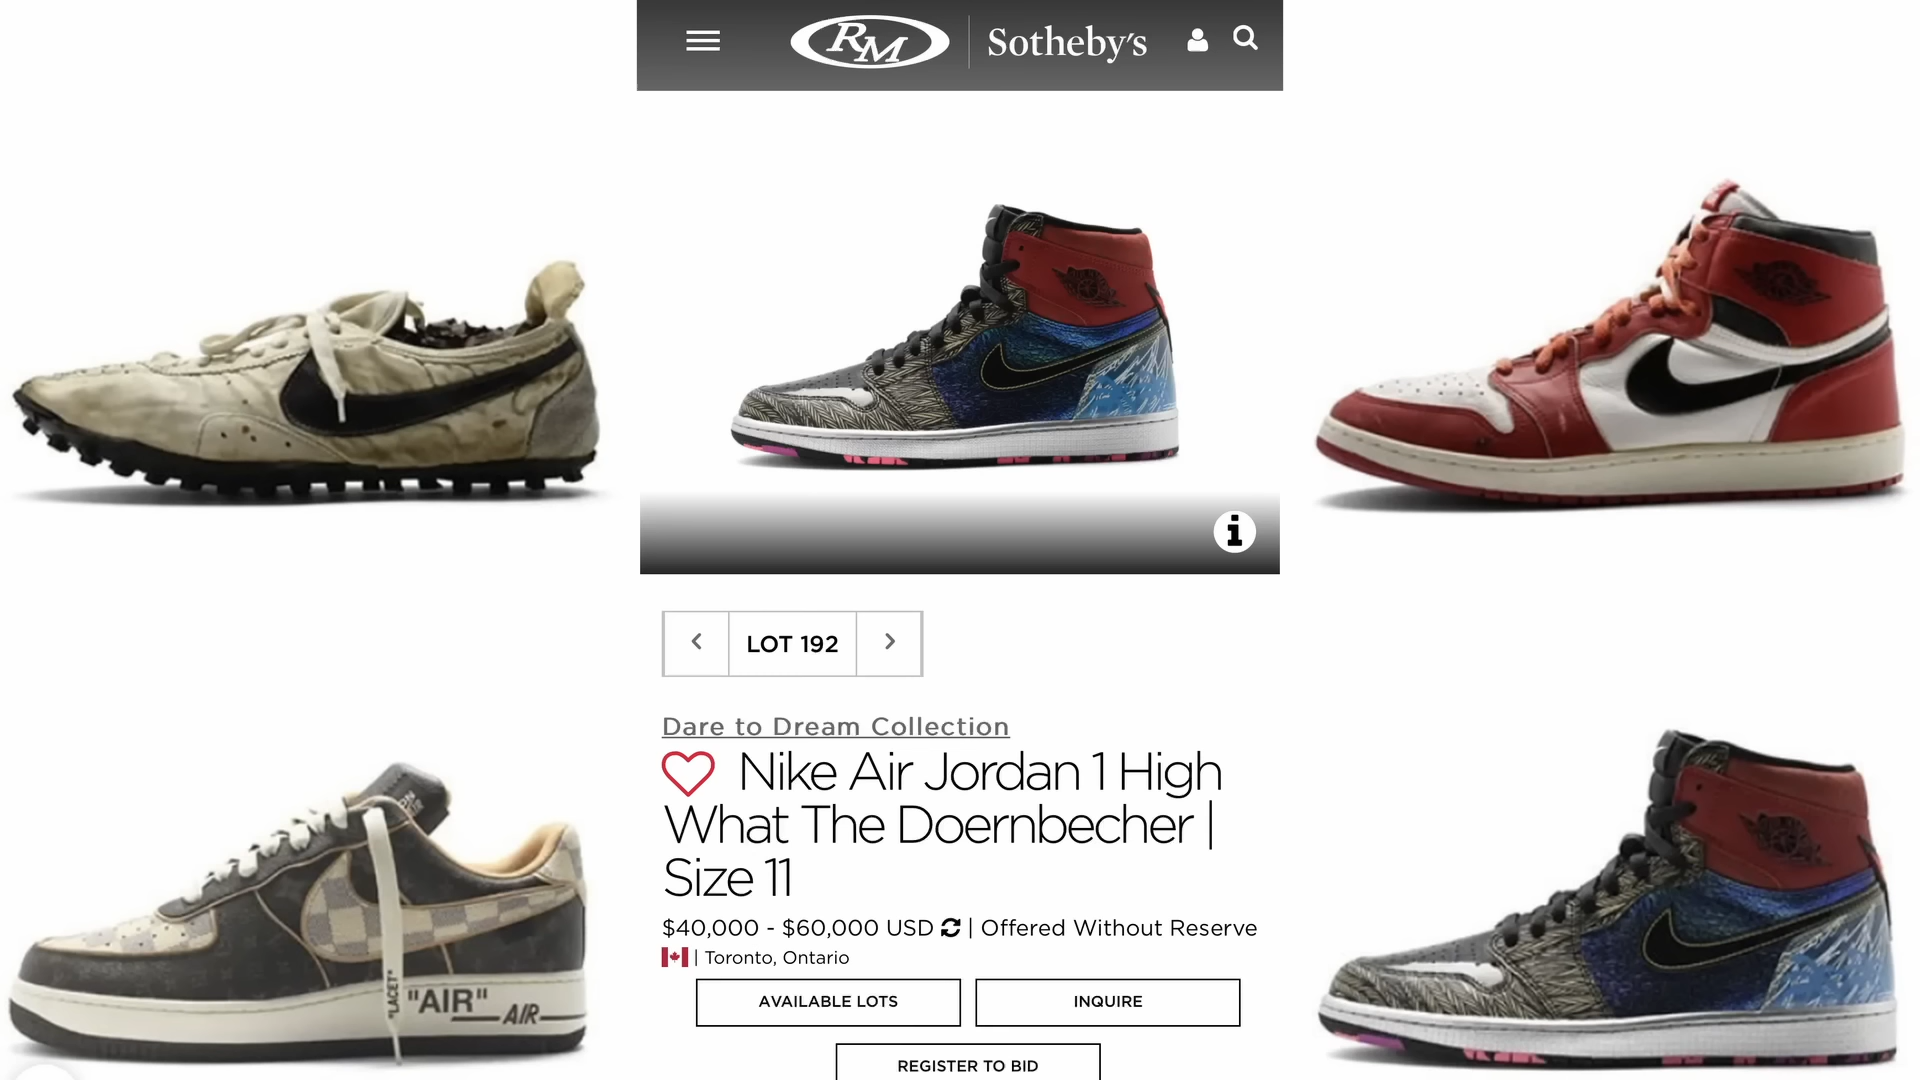 RM Sotheby's
LOT 192
Dare to Dream Collection
Nike Air Jordan 1 High
What The Doernbecher |
Size 11
$40,000 - $60,000 USD | Offered Without Reserve
| Toronto, Ontario
AVAILABLE LOTS
INQUIRE
REGISTER TO BID
"LACET"
"AIR"
AIR